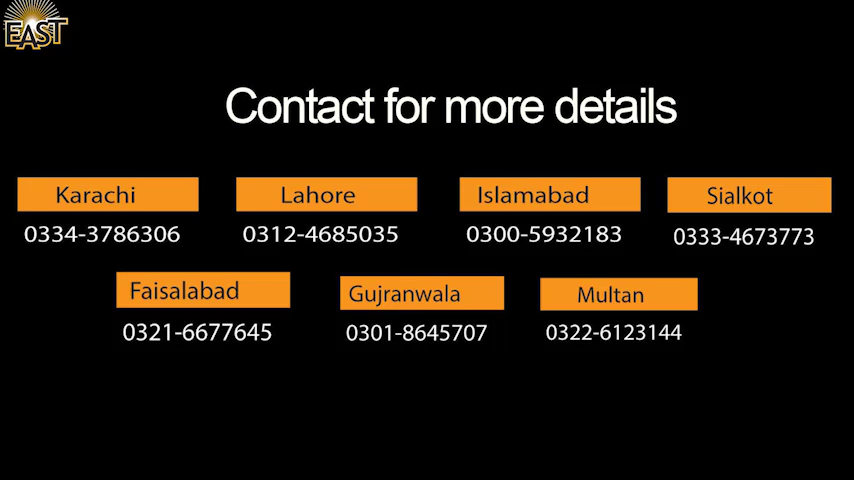 EAST
Contact for more details
Karachi Lahore Islamabad Sialkot
0334-3786306 0312-4685035 0300-5932183 0333-4673773
Faisalabad Gujranwala Multan
0321-6677645 0301-8645707 0322-6123144